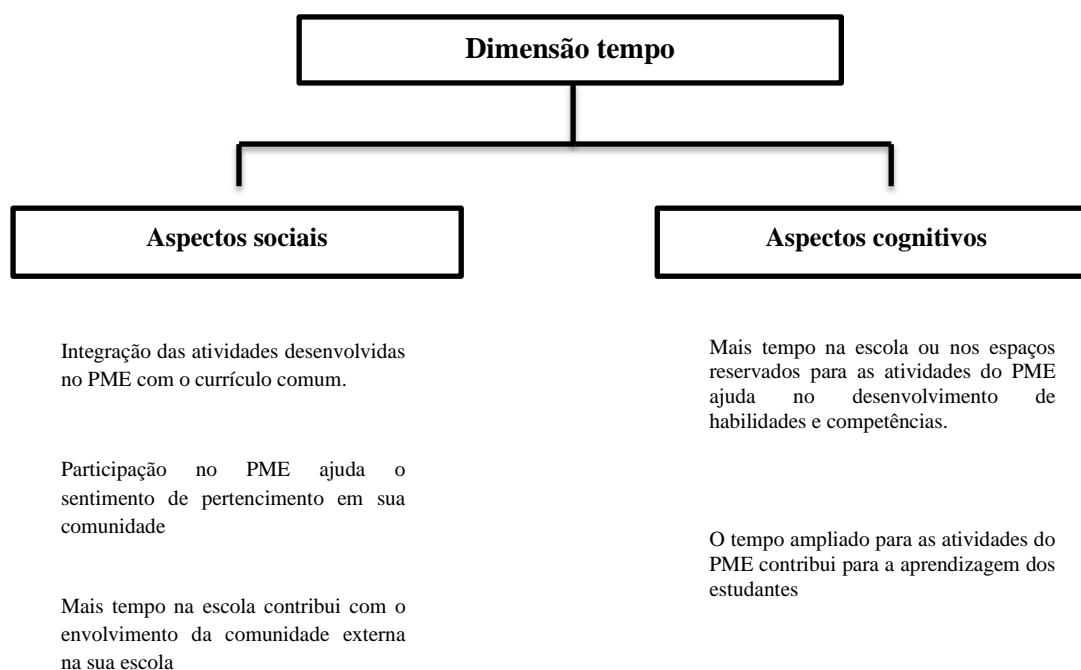 Dimensão tempo
Aspectos sociais
Integração das atividades desenvolvidas
no PME com o currículo comum.
Participação no PME ajuda o
sentimento de pertencimento em sua
comunidade
Mais tempo na escola contribui com o
envolvimento da comunidade externa
na sua escola
Aspectos cognitivos
Mais tempo na escola ou nos espaços
reservados para as atividades do PME
ajuda no desenvolvimento de
habilidades e competências.
O tempo ampliado para as atividades do
PME contribui para a aprendizagem dos
estudantes